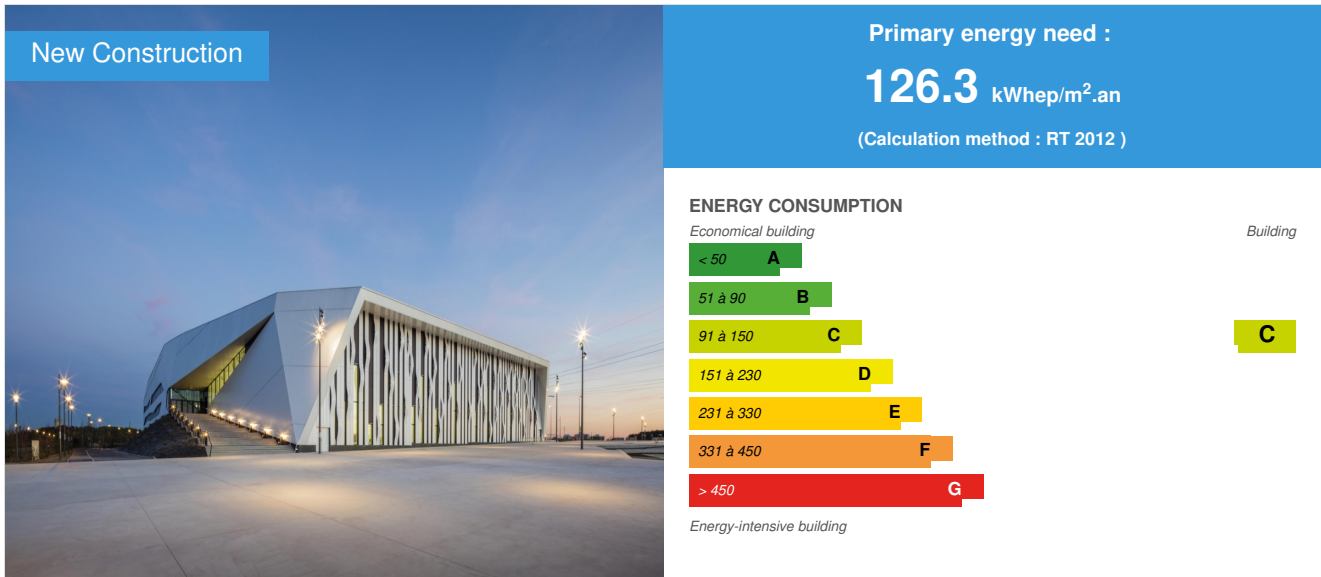 New Construction
Primary energy need :
126.3 kWhep/m².an
(Calculation method : RT 2012 )
ENERGY CONSUMPTION
Economical building
Building
< 50 A
51 à 90 B
91 à 150 C
C
151 à 230 D
231 à 330 E
331 à 450 F
> 450 G
Energy-intensive building